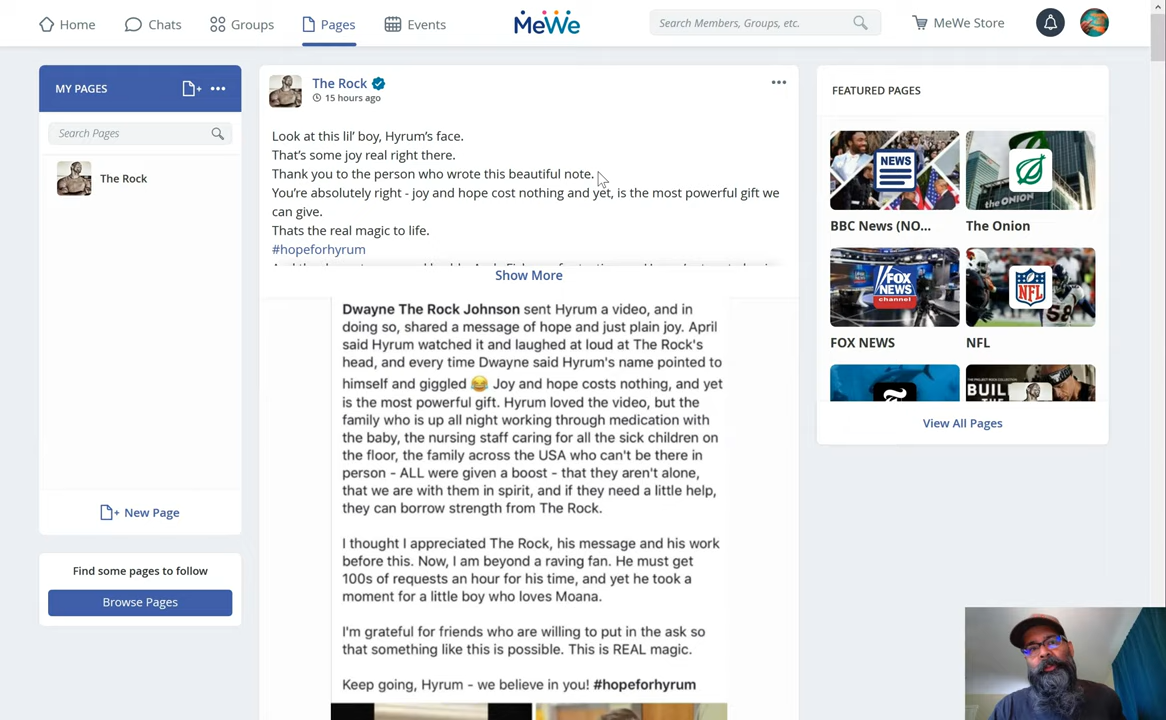 Home
Chats
Groups
Pages
Events
MeWe
Search Members, Groups, etc.
MeWe Store
MY PAGES
Search Pages
The Rock
New Page
Find some pages to follow
Browse Pages
The Rock
15 hours ago
Look at this lil' boy, Hyrum's face.
That's some joy real right there.
Thank you to the person who wrote this beautiful note.
You're absolutely right - joy and hope cost nothing and yet, is the most powerful gift we
can give.
Thats the real magic to life.
#hopeforhyrum
Show More
Dwayne The Rock Johnson sent Hyrum a video, and in
doing so, shared a message of hope and just plain joy. April
said Hyrum watched it and laughed at loud at The Rock's
head, and every time Dwayne said Hyrum's name pointed to
himself and giggled 😂 Joy and hope costs nothing, and yet
is the most powerful gift. Hyrum loved the video, but the
family who is up all night working through medication with
the baby, the nursing staff caring for all the sick children on
the floor, the family across the USA who can't be there in
person - ALL were given a boost - that they aren't alone,
that we are with them in spirit, and if they need a little help,
they can borrow strength from The Rock.
I thought I appreciated The Rock, his message and his work
before this. Now, I am beyond a raving fan. He must get
100s of requests an hour for his time, and yet he took a
moment for a little boy who loves Moana.
I'm grateful for friends who are willing to put in the ask so
that something like this is possible. This is REAL magic.
Keep going, Hyrum - we believe in you! #hopeforhyrum
FEATURED PAGES
NEWS
the ONION
BBC News (NO...
The Onion
FOX
NEWS
channel
NFL
58
FOX NEWS
NFL
BUIL
View All Pages